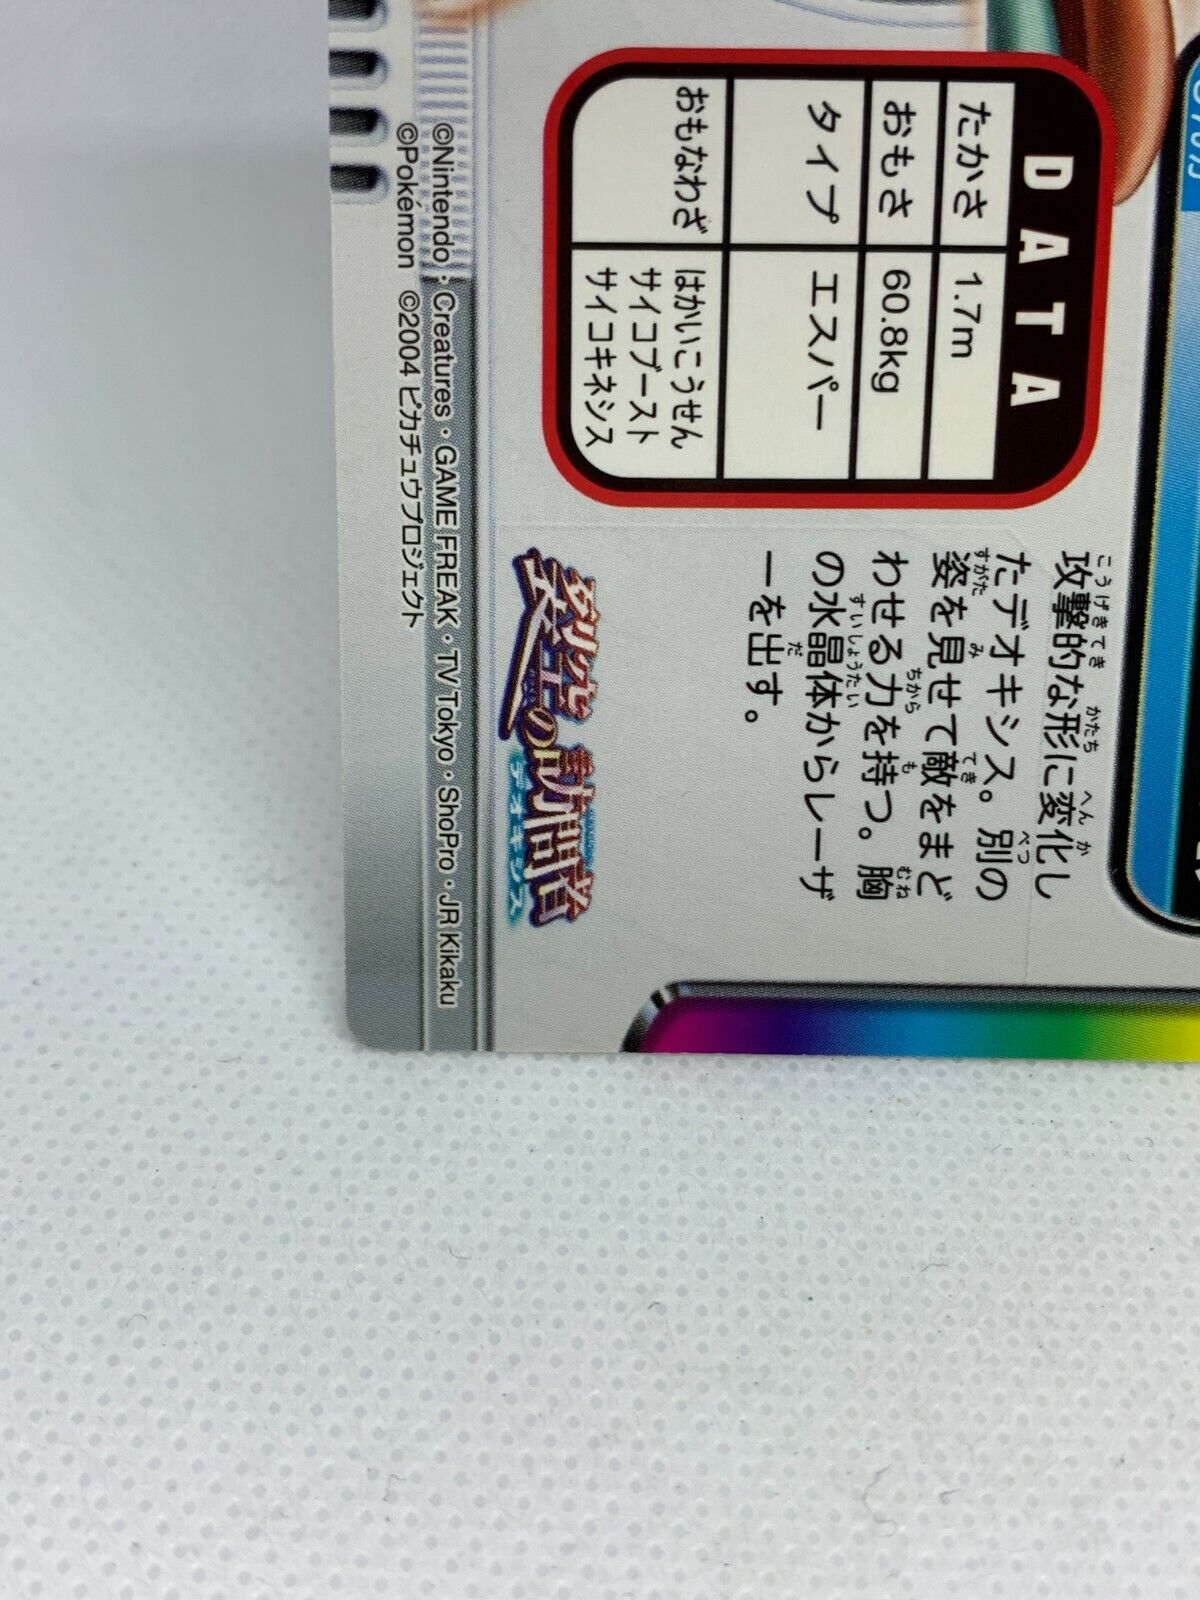 DATA
たかさ 1.7m
おもさ 60.8kg
タイプ エスパー
おもなわざ はかいこうせん
サイコブースト
サイコキネシス
攻撃的な形に変化し
たデオキシス。別の
姿を見せて敵をまど
わせる力を持つ。胸
の水晶体からレーザ
ーを出す。
裂空の訪問者
デオキシス
©Nintendo・Creatures・GAME FREAK・TV Tokyo・ShoPro・JR Kikaku
©Pokémon ©2004 ピカチュウプロジェクト